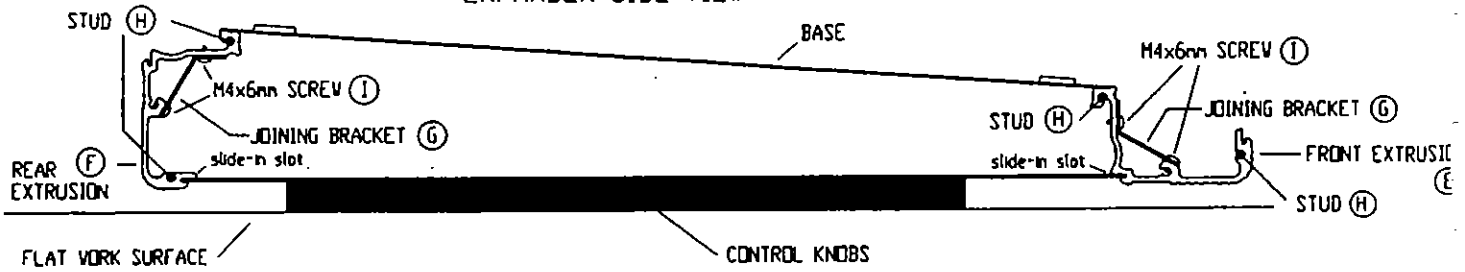 STUD (H)
BASE
M4x6mm SCREW (I)
M4x6mm SCREW (I)
JOINING BRACKET (G)
STUD (H)
JOINING BRACKET (G)
REAR (F)
EXTRUSION
slide-in slot
slide-in slot
FRONT EXTRUSIO
(E
STUD (H)
FLAT WORK SURFACE
CONTROL KNOBS